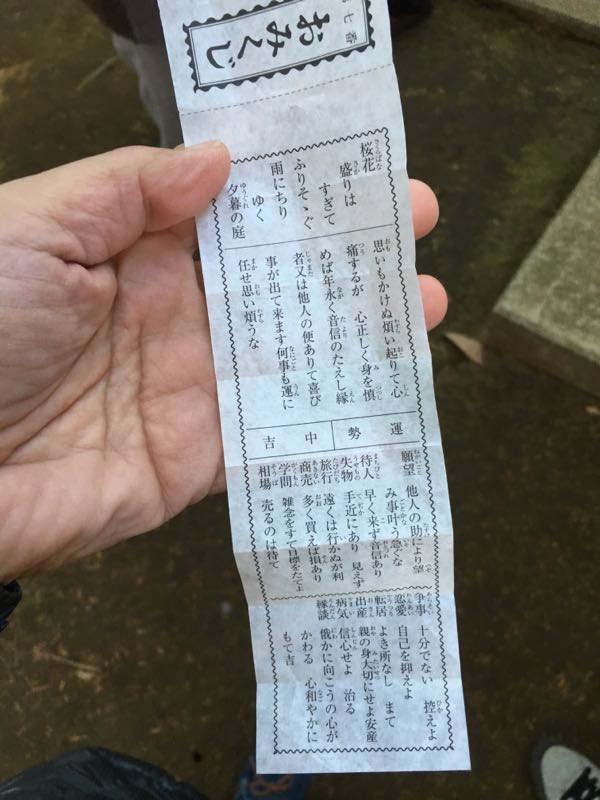 七番
おみくじ
桜花
盛りは
すぎて
ふりそゝぐ
雨にちり
ゆく
夕暮の庭
思いもかけぬ煩い起りて心
痛するが 心正しく身を慎
めば年永く音信のたえし縁
者又は他人の便ありて喜び
事が出て来ます何事も運に
任せ思い煩うな
運勢 中吉
願望 他人の助により望
み事叶う急ぐな
待人 早く来ず音信あり
失物 手近にあり 見えず
旅行 遠くは行かぬが利
商売 多く買えば損あり
学問 雑念をすて目標をたてよ
相場 売るのは待て
争事 十分でない 控えよ
恋愛 自己を抑えよ
転居 よき所なし まて
出産 親の身大切にせよ安産
病気 信心せよ 治る
縁談 俄かに向こうの心が
かわる 心和やかに
もて吉